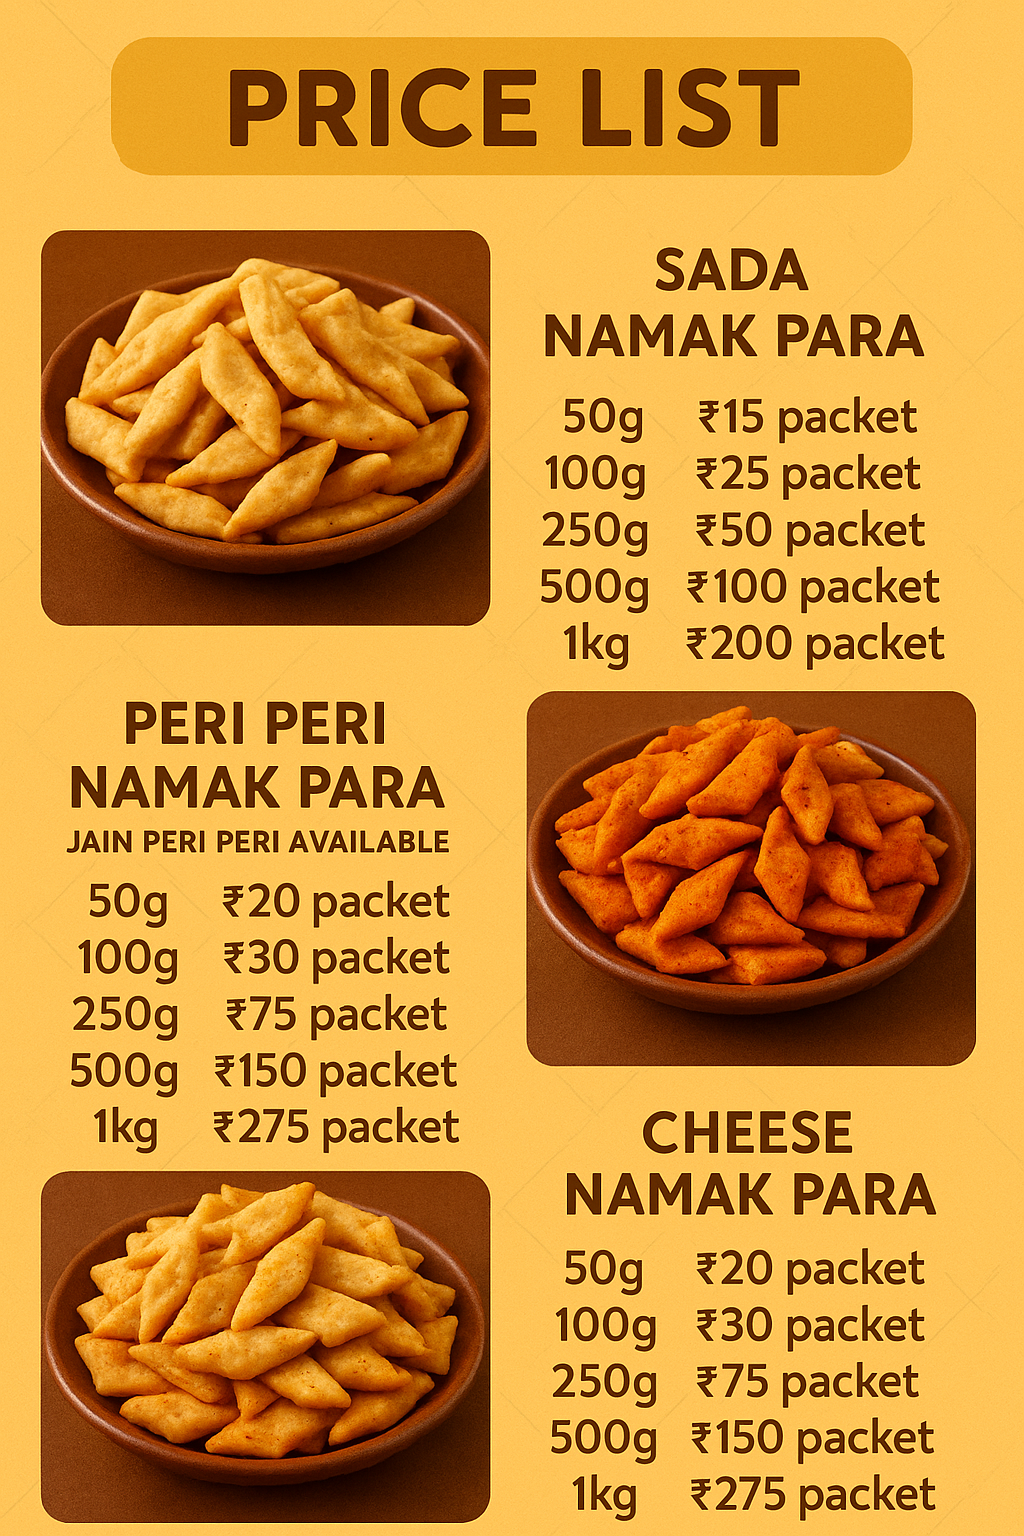 PRICE LIST
SADA
NAMAK PARA
50g ₹15 packet
100g ₹25 packet
250g ₹50 packet
500g ₹100 packet
1kg ₹200 packet
PERI PERI
NAMAK PARA
JAIN PERI PERI AVAILABLE
50g ₹20 packet
100g ₹30 packet
250g ₹75 packet
500g ₹150 packet
1kg ₹275 packet
CHEESE
NAMAK PARA
50g ₹20 packet
100g ₹30 packet
250g ₹75 packet
500g ₹150 packet
1kg ₹275 packet